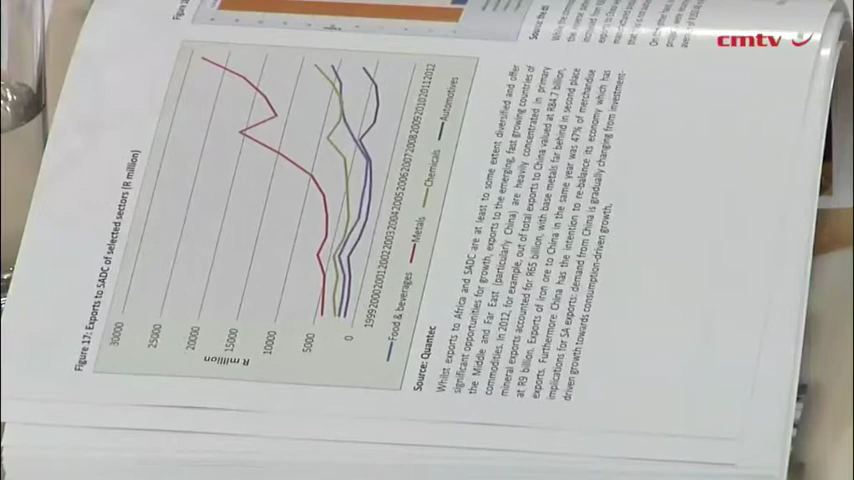 cmtv
Figure 17: Exports to SADC of selected sectors (R million)
30000
25000
20000
15000
10000
5000
0
R million
1999 2000 2001 2002 2003 2004 2005 2006 2007 2008 2009 2010 2011 2012
Food & beverages Metals Chemicals Automotives
Source: Quantec
Whilst exports to Africa and SADC are at least to some extent diversified and offer
significant opportunities for growth, exports to the emerging, fast growing countries of
the Middle and Far East (particularly China) are heavily concentrated in primary
commodities. In 2012, for example, out of total exports to China valued at R84.7 billion,
mineral exports accounted for R65 billion, with base metals far behind in second place
at R9 billion. Exports of iron ore to China in the same year was 47% of merchandise
exports. Furthermore China has the intention to re-balance its economy which has
implications for SA exports: demand from China is gradually changing from investment-
driven growth towards consumption-driven growth.